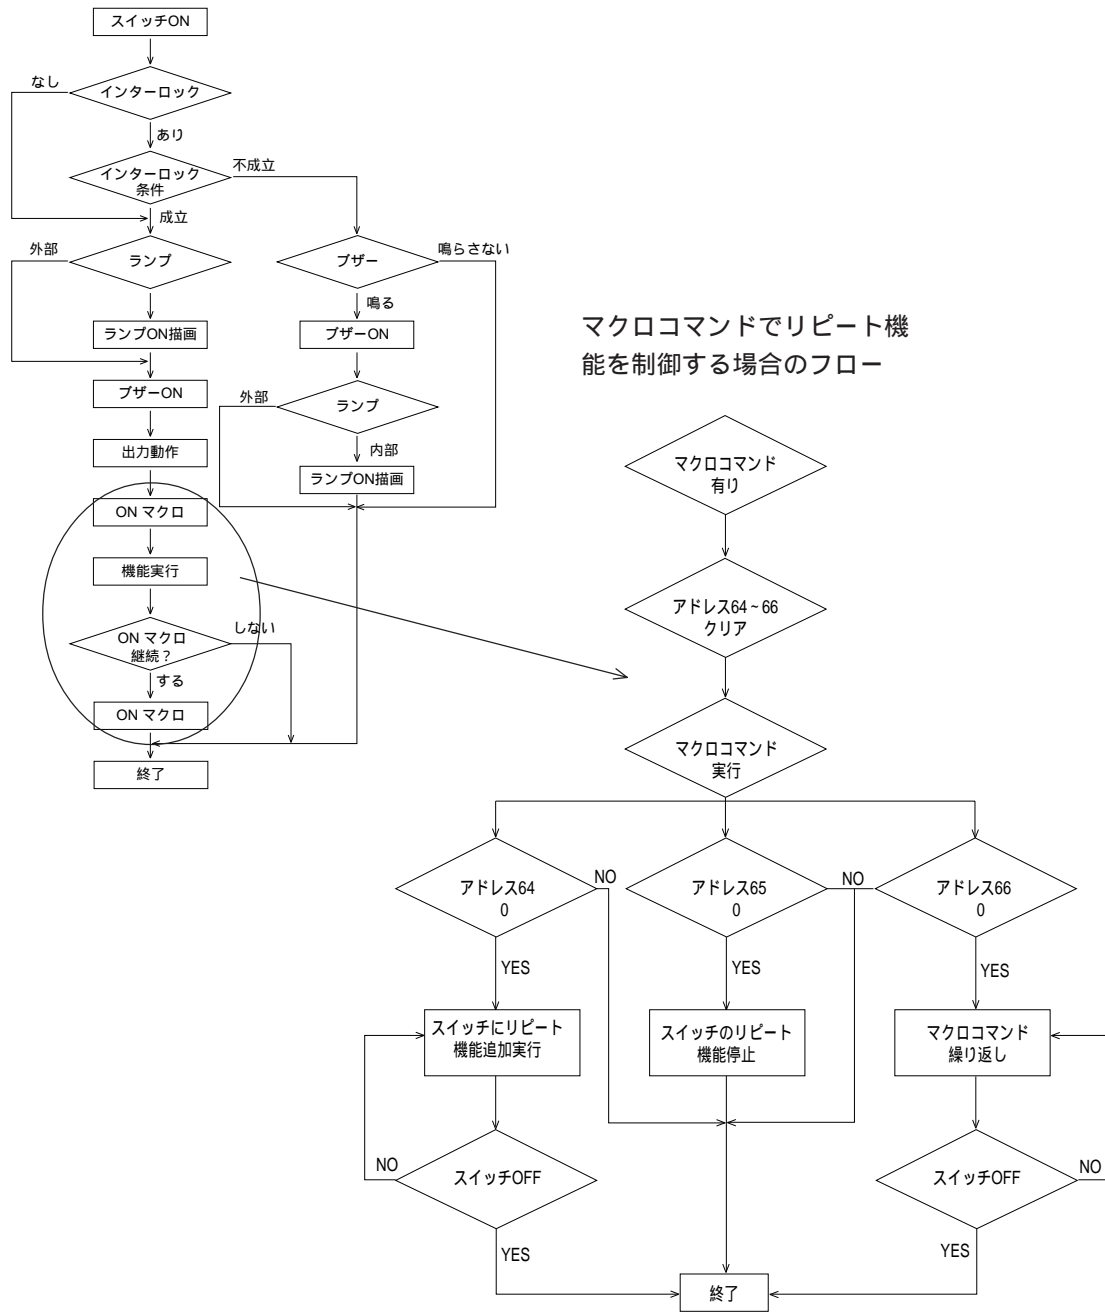 スイッチON
インターロック
なし
あり
インターロック
条件
不成立
成立
外部
ランプ
ブザー
鳴らさない
鳴る
ランプON描画
ブザーON
ブザーON
外部
ランプ
内部
出力動作
ランプON描画
ON マクロ
機能実行
ON マクロ
継続？
しない
する
ON マクロ
終了
マクロコマンドでリピート機
能を制御する場合のフロー
マクロコマンド
有り
アドレス64～66
クリア
マクロコマンド
実行
アドレス64
0
NO
アドレス65
0
NO
アドレス66
0
YES
YES
YES
スイッチにリピート
機能追加実行
スイッチのリピート
機能停止
マクロコマンド
繰り返し
NO
スイッチOFF
スイッチOFF
NO
YES
YES
終了